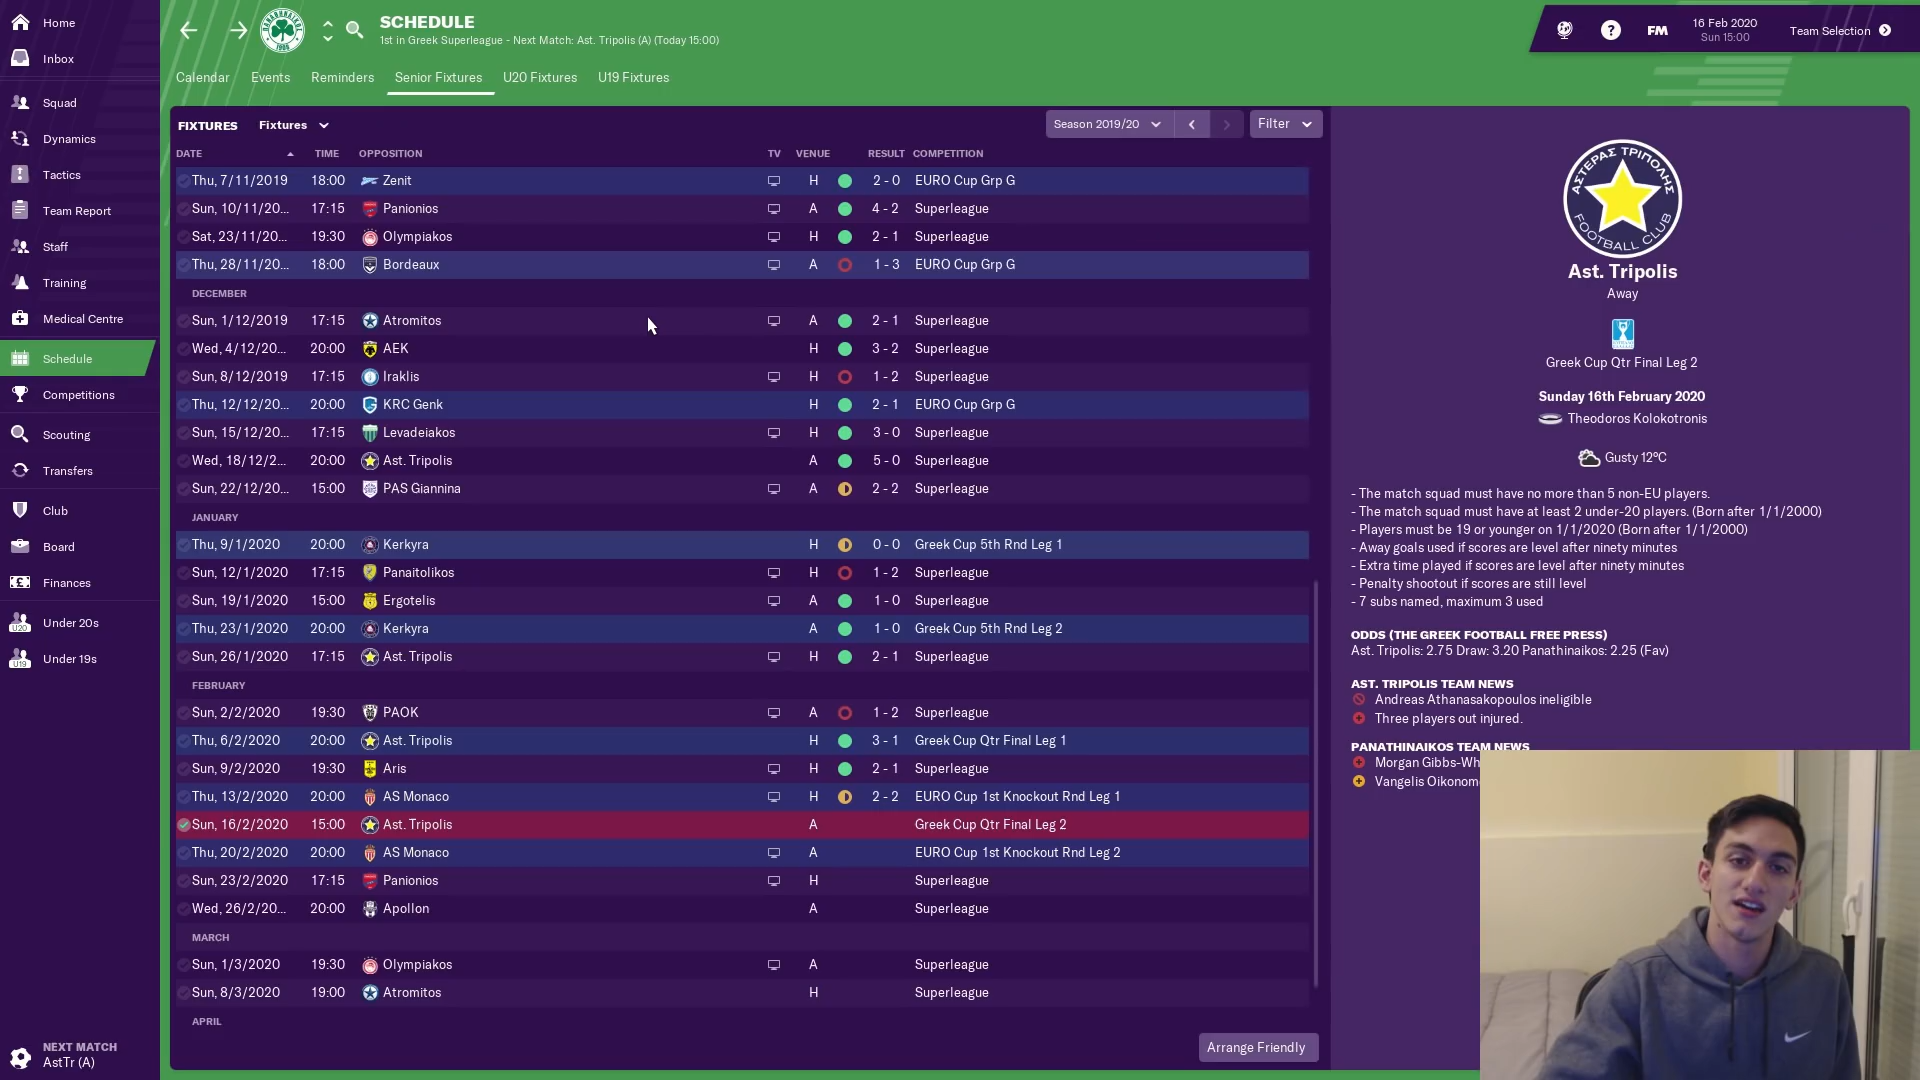 Home
Inbox
Squad
Dynamics
Tactics
Team Report
Staff
Training
Medical Centre
Schedule
Competitions
Scouting
Transfers
Club
Board
Finances
U20
Under 20s
U19
Under 19s
NEXT MATCH
AstTr (A)
SCHEDULE
1st in Greek Superleague - Next Match: Ast. Tripolis (A) (Today 15:00)
FM
16 Feb 2020
Sun 15:00
Team Selection
Calendar Events Reminders Senior Fixtures U20 Fixtures U19 Fixtures
FIXTURES Fixtures Season 2019/20 Filter
DATE TIME OPPOSITION TV VENUE RESULT COMPETITION
Thu, 7/11/2019 18:00 Zenit H 2 - 0 EURO Cup Grp G
Sun, 10/11/20... 17:15 Panionios A 4 - 2 Superleague
Sat, 23/11/20... 19:30 Olympiakos H 2 - 1 Superleague
Thu, 28/11/20... 18:00 Bordeaux A 1 - 3 EURO Cup Grp G
DECEMBER
Sun, 1/12/2019 17:15 Atromitos A 2 - 1 Superleague
Wed, 4/12/20... 20:00 AEK H 3 - 2 Superleague
Sun, 8/12/2019 17:15 Iraklis H 1 - 2 Superleague
Thu, 12/12/20... 20:00 KRC Genk H 2 - 1 EURO Cup Grp G
Sun, 15/12/20... 17:15 Levadeiakos H 3 - 0 Superleague
Wed, 18/12/2... 20:00 Ast. Tripolis A 5 - 0 Superleague
Sun, 22/12/20... 15:00 PAS Giannina A 2 - 2 Superleague
JANUARY
Thu, 9/1/2020 20:00 Kerkyra H 0 - 0 Greek Cup 5th Rnd Leg 1
Sun, 12/1/2020 17:15 Panaitolikos H 1 - 2 Superleague
Sun, 19/1/2020 15:00 Ergotelis A 1 - 0 Superleague
Thu, 23/1/2020 20:00 Kerkyra A 1 - 0 Greek Cup 5th Rnd Leg 2
Sun, 26/1/2020 17:15 Ast. Tripolis H 2 - 1 Superleague
FEBRUARY
Sun, 2/2/2020 19:30 PAOK A 1 - 2 Superleague
Thu, 6/2/2020 20:00 Ast. Tripolis H 3 - 1 Greek Cup Qtr Final Leg 1
Sun, 9/2/2020 19:30 Aris H 2 - 1 Superleague
Thu, 13/2/2020 20:00 AS Monaco H 2 - 2 EURO Cup 1st Knockout Rnd Leg 1
Sun, 16/2/2020 15:00 Ast. Tripolis A Greek Cup Qtr Final Leg 2
Thu, 20/2/2020 20:00 AS Monaco A EURO Cup 1st Knockout Rnd Leg 2
Sun, 23/2/2020 17:15 Panionios H Superleague
Wed, 26/2/20... 20:00 Apollon A Superleague
MARCH
Sun, 1/3/2020 19:30 Olympiakos A Superleague
Sun, 8/3/2020 19:00 Atromitos H Superleague
APRIL
Arrange Friendly
ΑΣΤΕΡΑΣ ΤΡΙΠΟΛΗΣ
FOOTBALL CLUB
Ast. Tripolis
Away
Greek Cup Qtr Final Leg 2
Sunday 16th February 2020
Theodoros Kolokotronis
Gusty 12ºC
- The match squad must have no more than 5 non-EU players.
- The match squad must have at least 2 under-20 players. (Born after 1/1/2000)
- Players must be 19 or younger on 1/1/2020 (Born after 1/1/2000)
- Away goals used if scores are level after ninety minutes
- Extra time played if scores are level after ninety minutes
- Penalty shootout if scores are still level
- 7 subs named, maximum 3 used
ODDS (THE GREEK FOOTBALL FREE PRESS)
Ast. Tripolis: 2.75 Draw: 3.20 Panathinaikos: 2.25 (Fav)
AST. TRIPOLIS TEAM NEWS
Andreas Athanasakopoulos ineligible
Three players out injured.
PANATHINAIKOS TEAM NEWS
Morgan Gibbs-Wh
Vangelis Oikonom